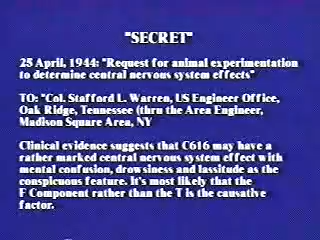 "SECRET"
25 April, 1944: "Request for animal experimentation
to determine central nervous system effects"
TO: "Col. Stafford L. Warren, US Engineer Office,
Oak Ridge, Tennessee (thru the Area Engineer,
Madison Square Area, NY
Clinical evidence suggests that C616 may have a
rather marked central nervous system effect with
mental confusion, drowsiness and lassitude as the
conspicuous feature. It's most likely that the
F Component rather than the T is the causative
factor.